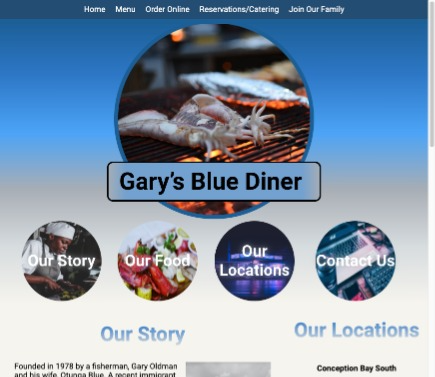 Home Menu Order Online Reservations/Catering Join Our Family
Gary's Blue Diner
Our Story
Our Food
Our Locations
Contact Us
Our Story
Our Locations
Founded in 1978 by a fisherman, Gary Oldman
and his wife, Otunga Blue. A recent immigrant
Conception Bay South